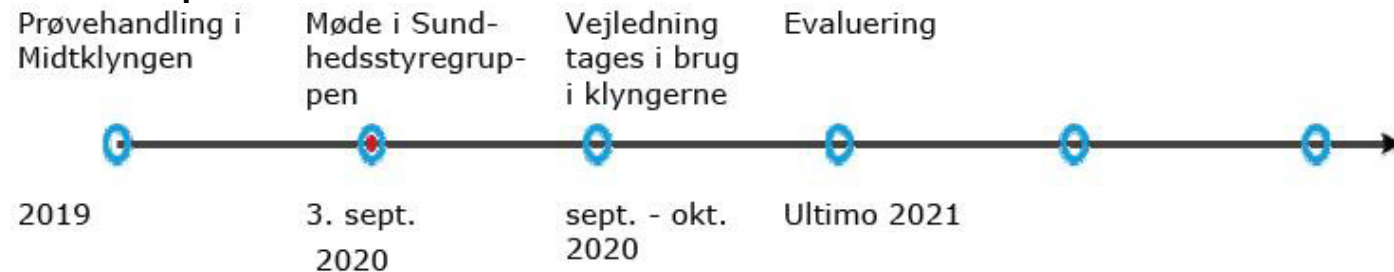 Prøvehandling i
Midtklyngen
Møde i Sund-
hedsstyregrup-
pen
Vejledning
tages i brug
i klyngerne
Evaluering
2019
3. sept.
2020
sept. - okt.
2020
Ultimo 2021